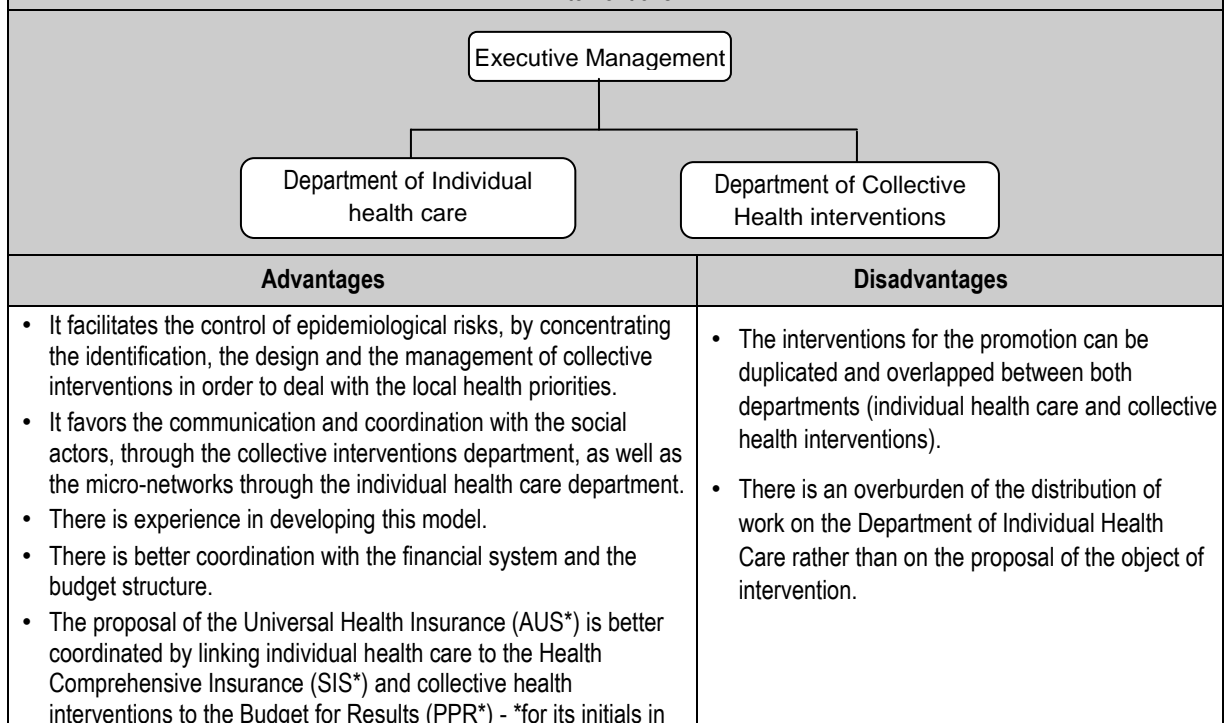 Executive Management
Department of Individual
health care
Department of Collective
Health interventions
Advantages
Disadvantages
• It facilitates the control of epidemiological risks, by concentrating
the identification, the design and the management of collective
interventions in order to deal with the local health priorities.
• It favors the communication and coordination with the social
actors, through the collective interventions department, as well as
the micro-networks through the individual health care department.
• There is experience in developing this model.
• There is better coordination with the financial system and the
budget structure.
• The proposal of the Universal Health Insurance (AUS*) is better
coordinated by linking individual health care to the Health
Comprehensive Insurance (SIS*) and collective health
interventions to the Budget for Results (PPR*) - *for its initials in
• The interventions for the promotion can be
duplicated and overlapped between both
departments (individual health care and collective
health interventions).
• There is an overburden of the distribution of
work on the Department of Individual Health
Care rather than on the proposal of the object of
intervention.